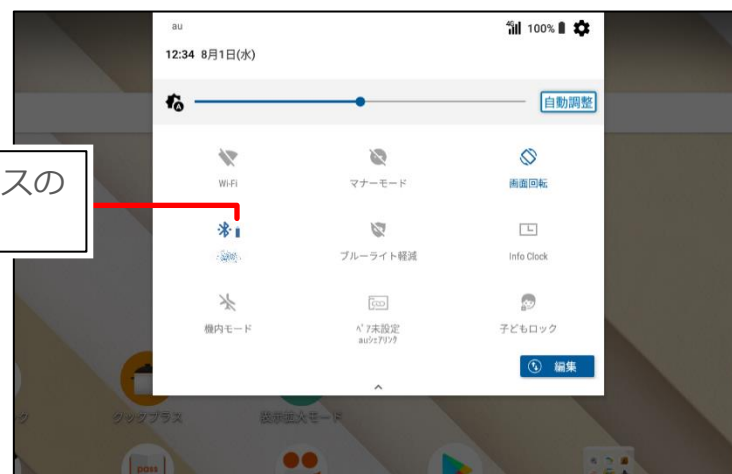 au
4G 100%
12:34 8月1日(水)
自動調整
Wi-Fi
マナーモード
画面回転
スの
ブルーライト軽減
Info Clock
機内モード
ペア未設定
auシェアリンク
子どもロック
編集
ク
クックプラス
表示拡大モード
pass